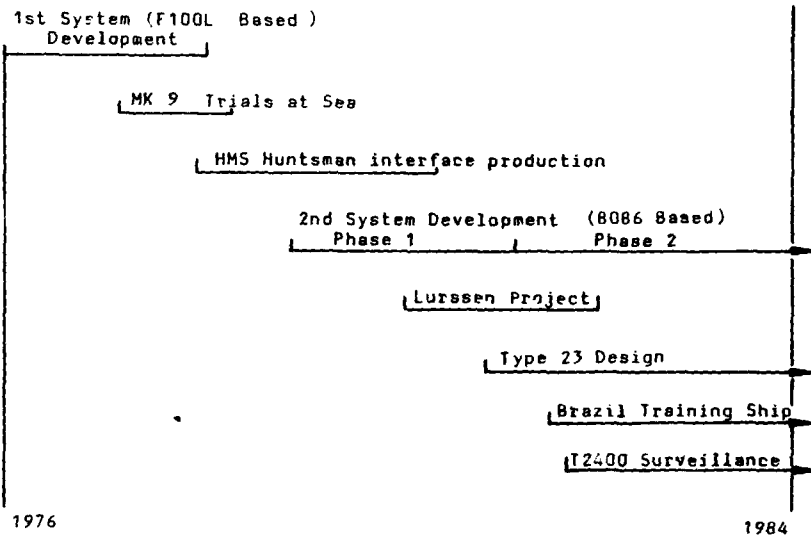 1st System (F100L Based )
Development
MK 9 Trials at Sea
HMS Huntsman interface production
2nd System Development (8086 Based)
Phase 1 Phase 2
Lurssen Project
Type 23 Design
Brazil Training Ship
T2400 Surveillance
1976 1984